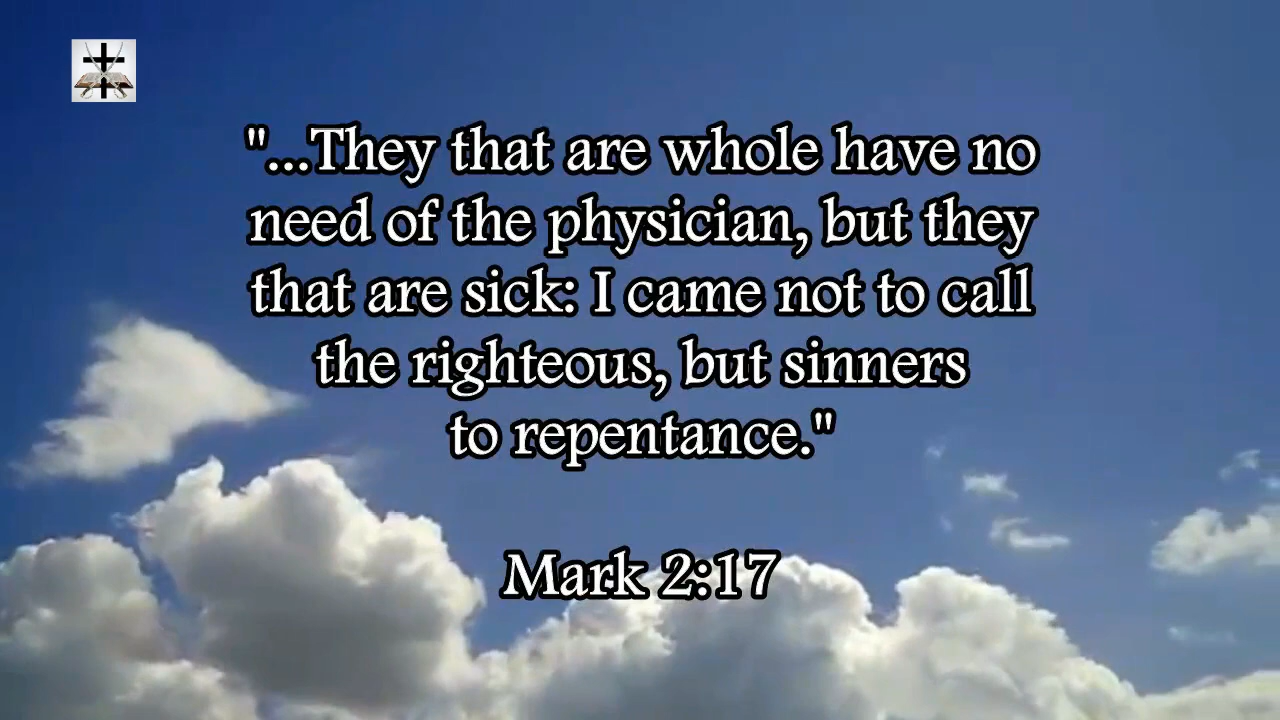 "...They that are whole have no
need of the physician, but they
that are sick: I came not to call
the righteous, but sinners
to repentance."
Mark 2:17